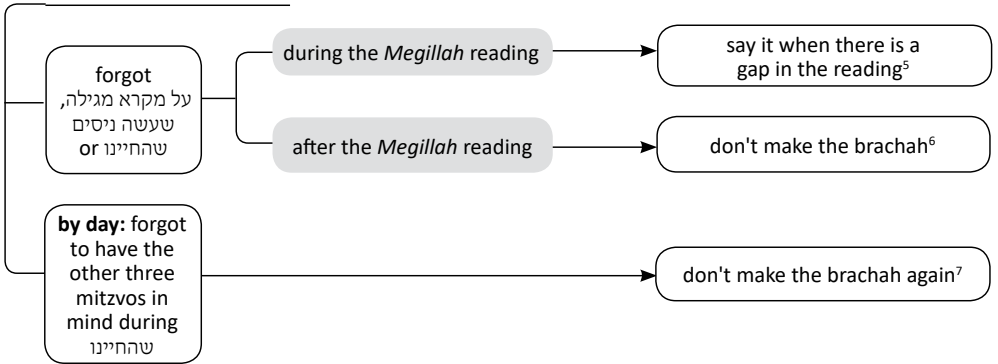 forgot
על מקרא מגילה,
שעשה ניסים
or שהחיינו
during the Megillah reading
say it when there is a
gap in the reading⁵
after the Megillah reading
don't make the brachah⁶
by day: forgot
to have the
other three
mitzvos in
mind during
שהחיינו
don't make the brachah again⁷